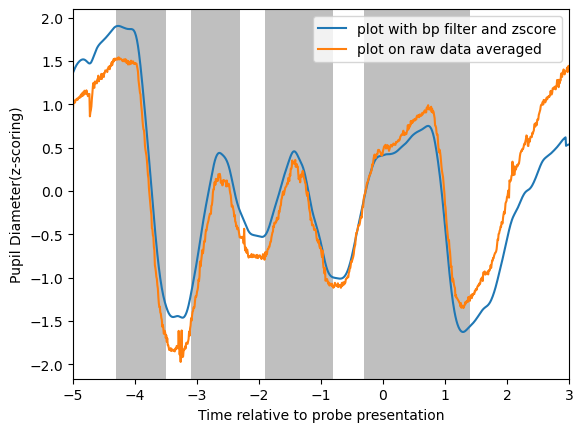 2.0
1.5
1.0
0.5
0.0
−0.5
−1.0
−1.5
−2.0
Pupil Diameter(z-scoring)
plot with bp filter and zscore
plot on raw data averaged
−5 −4 −3 −2 −1 0 1 2 3
Time relative to probe presentation